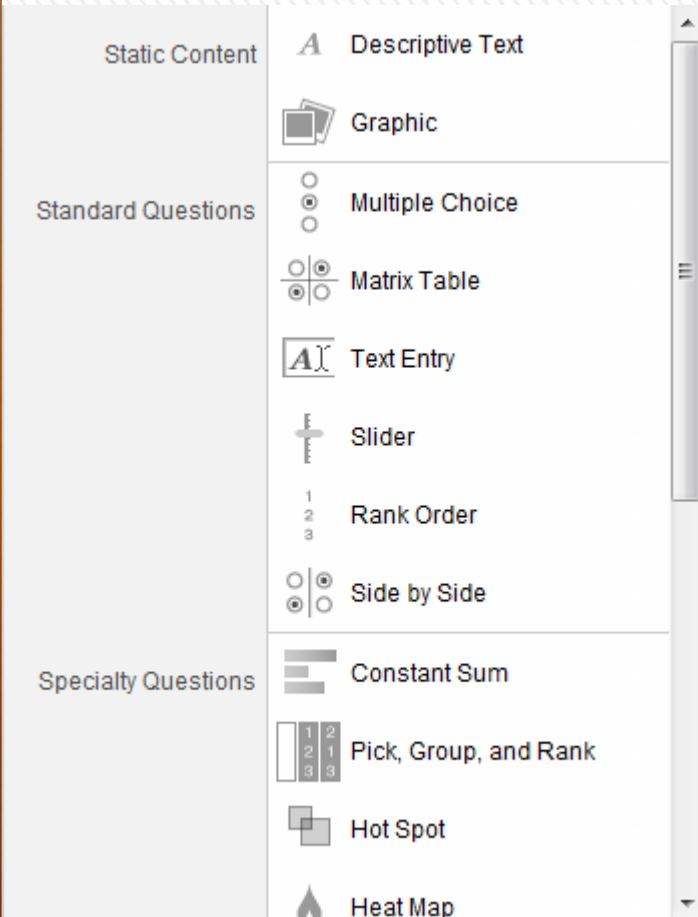 Static Content
Descriptive Text
Graphic
Standard Questions
Multiple Choice
Matrix Table
Text Entry
Slider
Rank Order
Side by Side
Specialty Questions
Constant Sum
Pick, Group, and Rank
Hot Spot
Heat Map